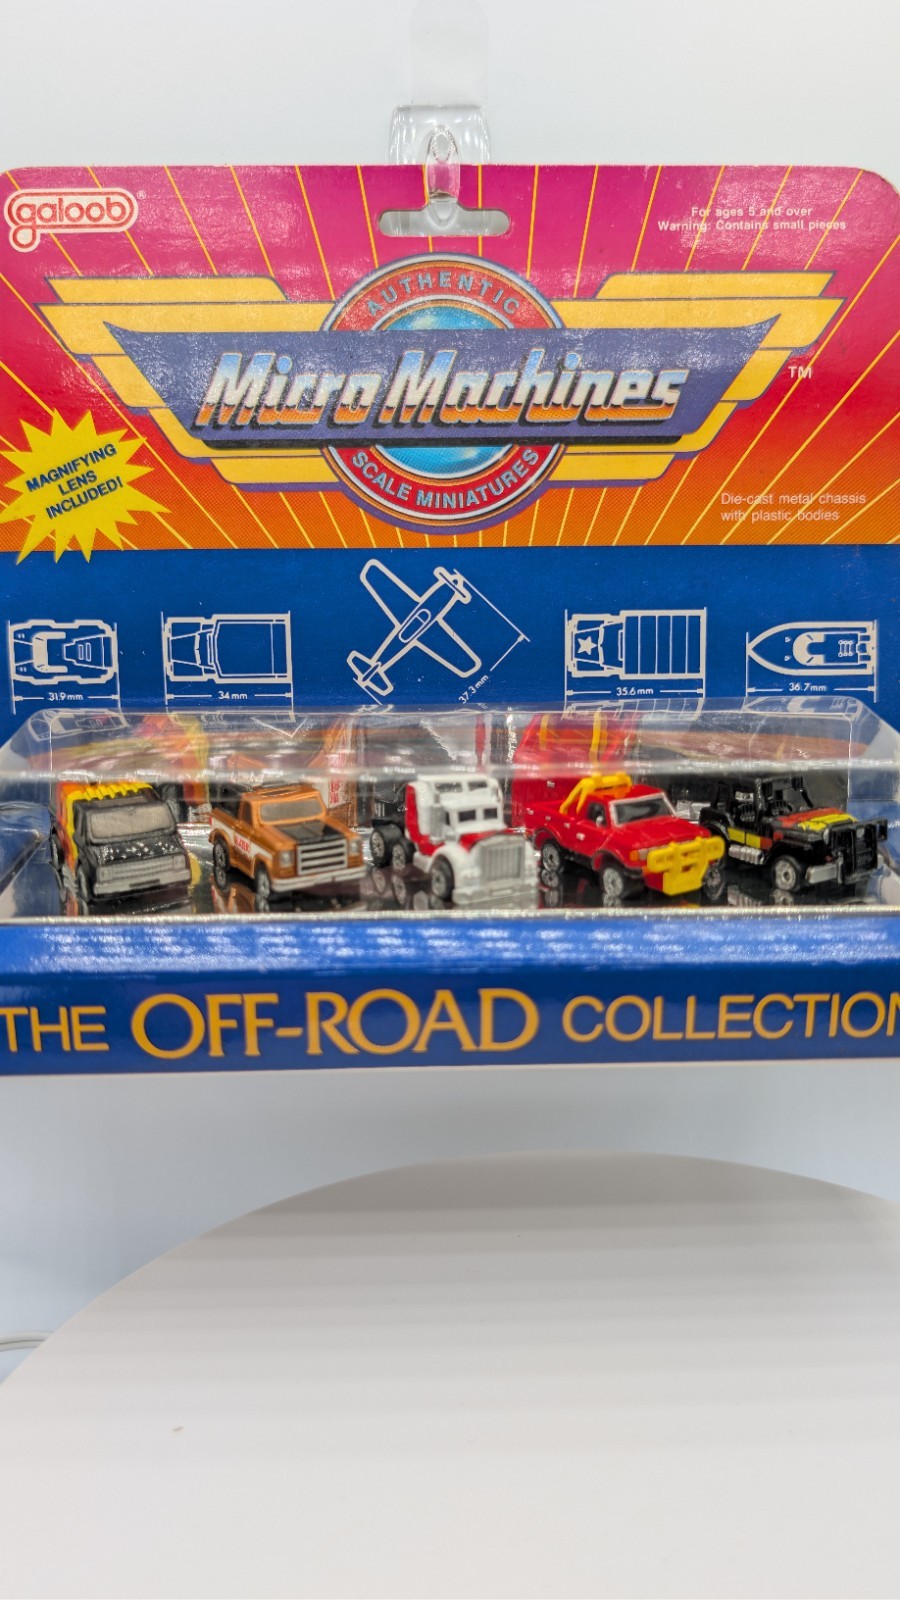 galoob®
For ages 5 and over
Warning: Contains small pieces
AUTHENTIC
Micro Machines
TM
SCALE MINIATURES
MAGNIFYING
LENS
INCLUDED!
Die-cast metal chassis
with plastic bodies
31.9mm
34mm
37.3mm
35.6mm
36.7mm
THE OFF-ROAD COLLECTION